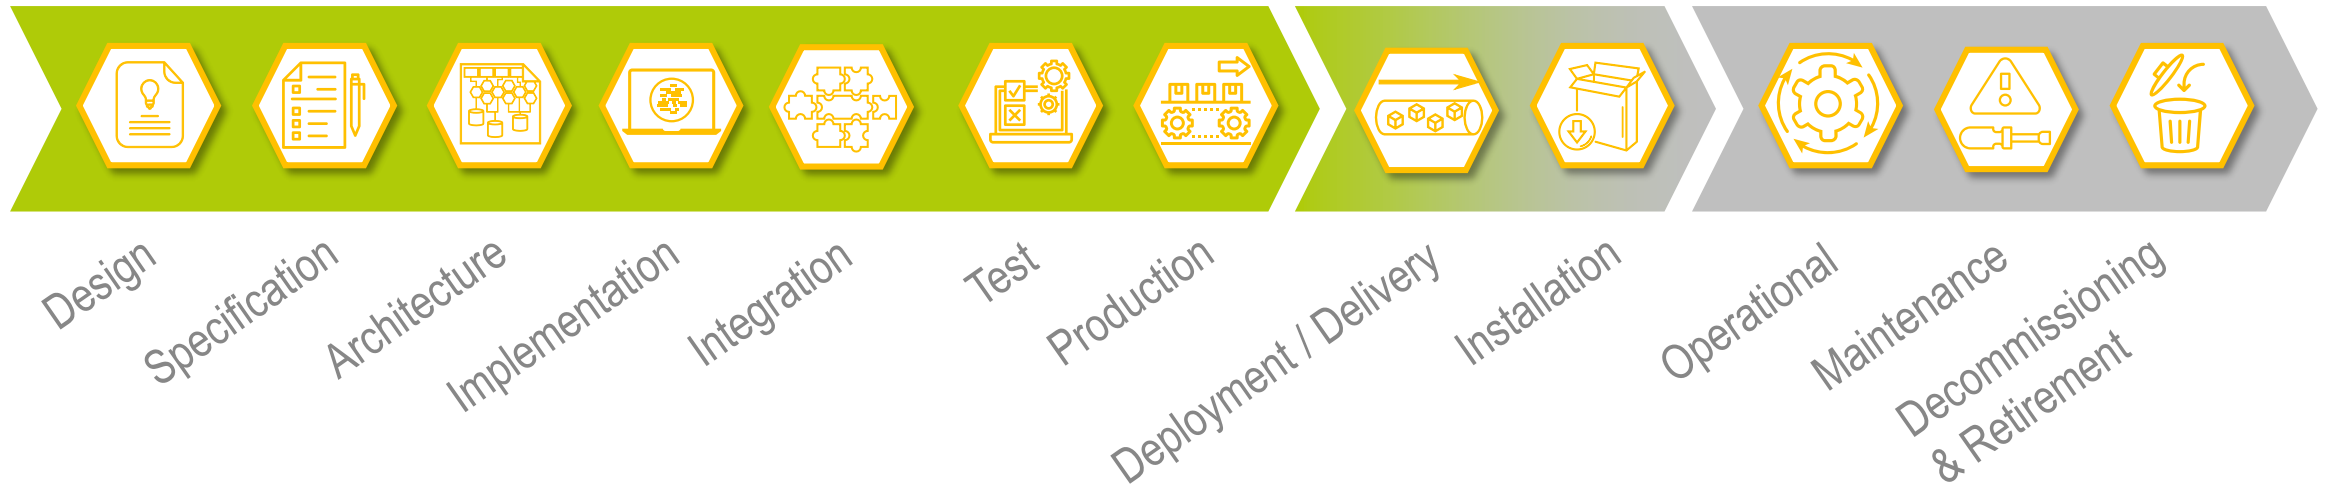 Design
Specification
Architecture
Implementation
Integration
Test
Production
Deployment / Delivery
Installation
Operational
Maintenance
Decommissioning
& Retirement